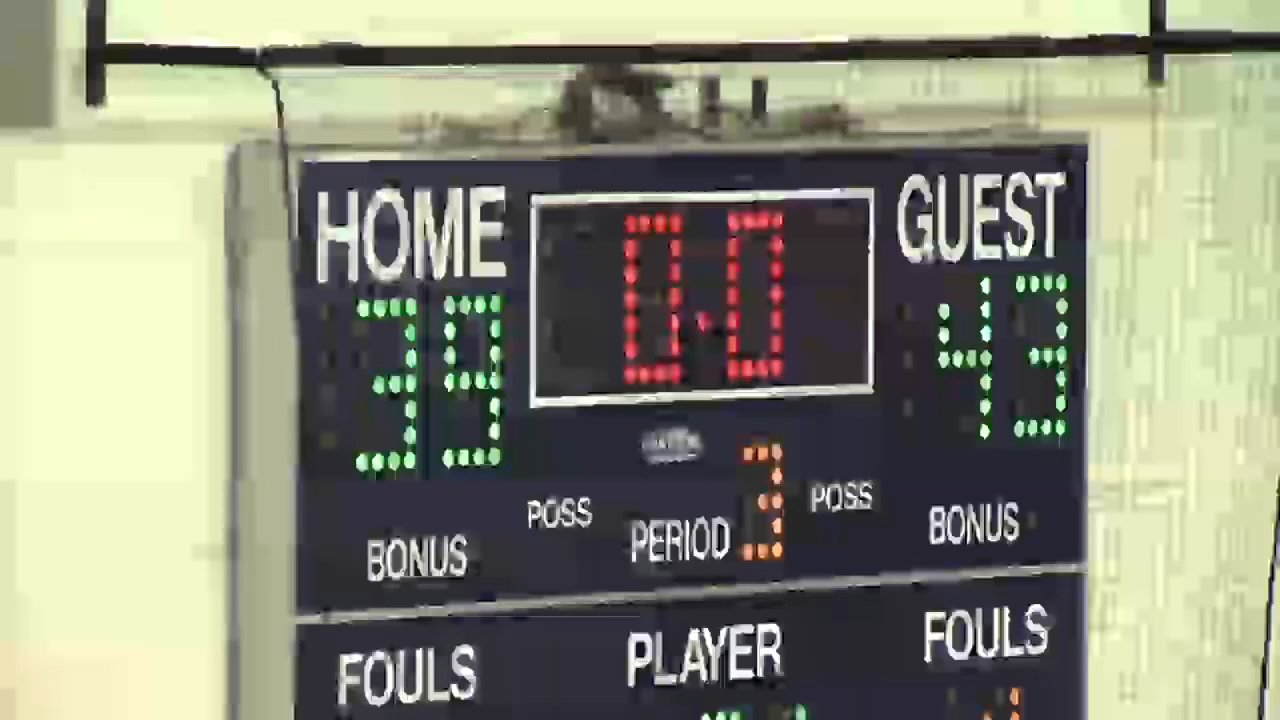 HOME 0.0 GUEST
39 43
POSS PERIOD 3 POSS
BONUS BONUS
FOULS PLAYER FOULS